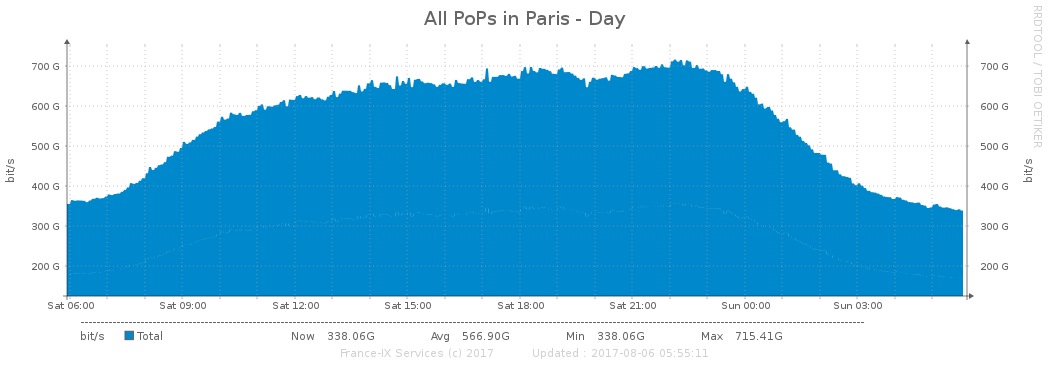 All PoPs in Paris - Day
RRDTOOL / TOBI OETIKER
700 G 700 G
600 G 600 G
500 G 500 G
400 G 400 G
300 G 300 G
200 G 200 G
bit/s bit/s
Sat 06:00 Sat 09:00 Sat 12:00 Sat 15:00 Sat 18:00 Sat 21:00 Sun 00:00 Sun 03:00
bit/s Total Now 338.06G Avg 566.90G Min 338.06G Max 715.41G
France-IX Services (c) 2017 Updated : 2017-08-06 05:55:11